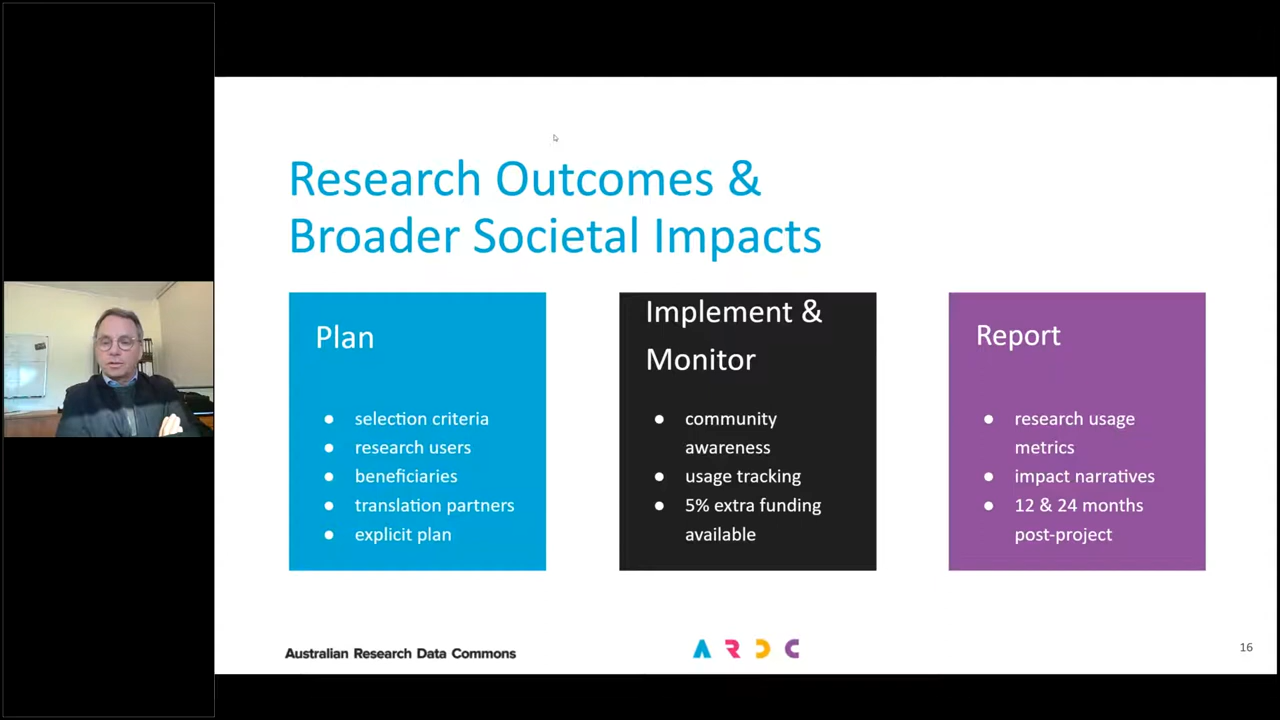 Research Outcomes &
Broader Societal Impacts
Plan
● selection criteria
● research users
● beneficiaries
● translation partners
● explicit plan
Implement &
Monitor
● community
awareness
● usage tracking
● 5% extra funding
available
Report
● research usage
metrics
● impact narratives
● 12 & 24 months
post-project
Australian Research Data Commons
ARDC
16